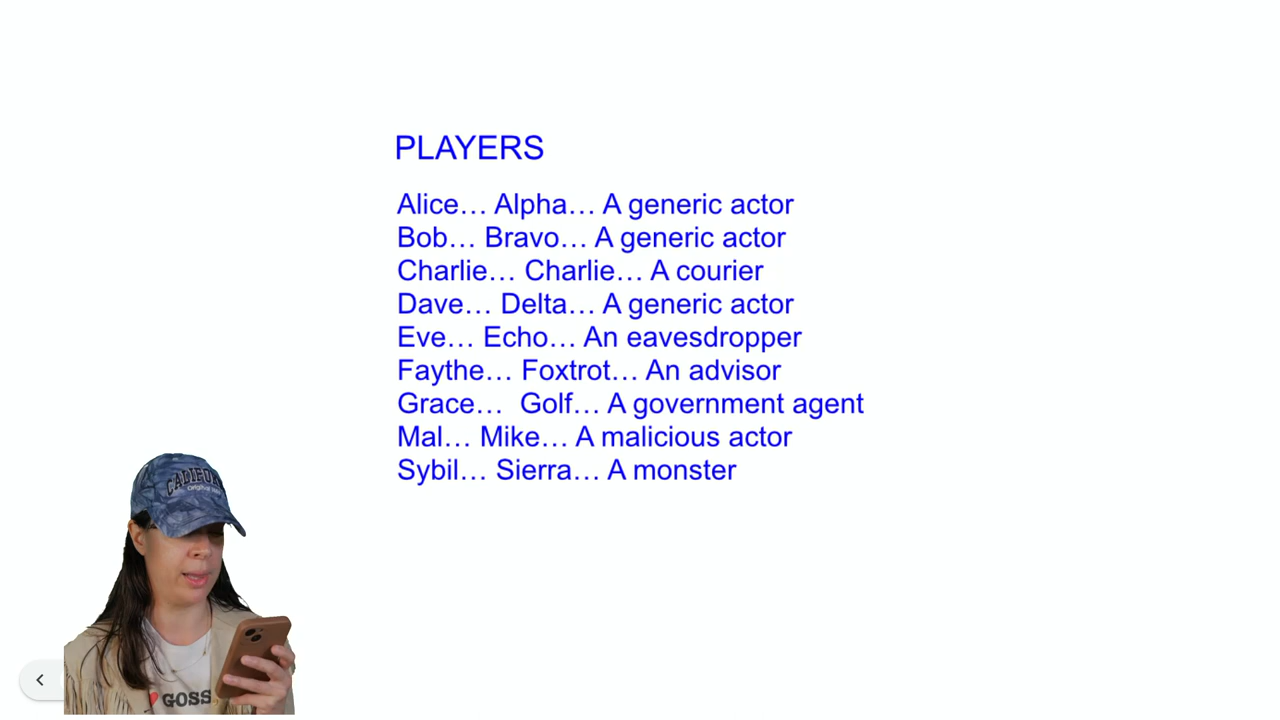 PLAYERS
Alice… Alpha… A generic actor
Bob… Bravo… A generic actor
Charlie… Charlie… A courier
Dave… Delta… A generic actor
Eve… Echo… An eavesdropper
Faythe… Foxtrot… An advisor
Grace…  Golf… A government agent
Mal… Mike… A malicious actor
Sybil… Sierra… A monster
GOSS